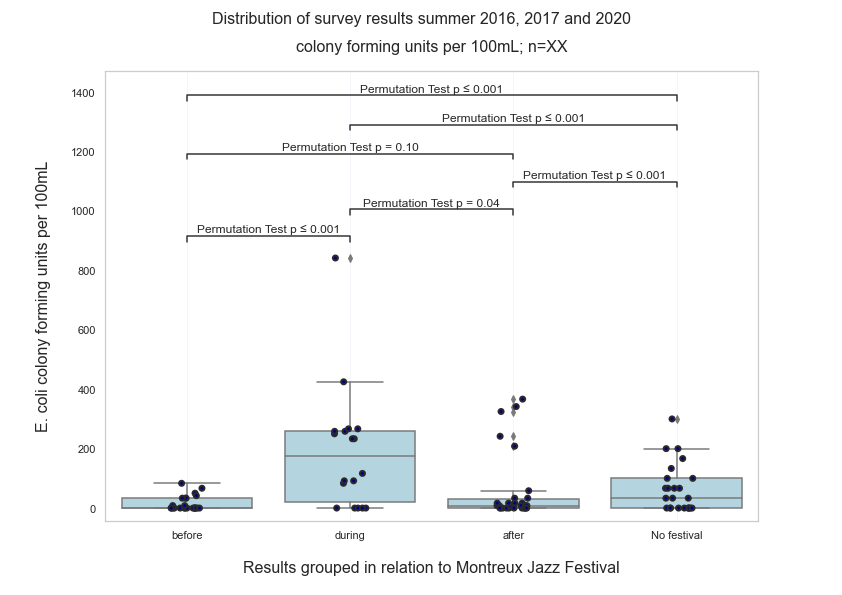 Distribution of survey results summer 2016, 2017 and 2020
colony forming units per 100mL; n=XX
Permutation Test p ≤ 0.001
Permutation Test p ≤ 0.001
Permutation Test p = 0.10
Permutation Test p ≤ 0.001
Permutation Test p = 0.04
Permutation Test p ≤ 0.001
E. coli colony forming units per 100mL
1400
1200
1000
800
600
400
200
0
before during after No festival
Results grouped in relation to Montreux Jazz Festival